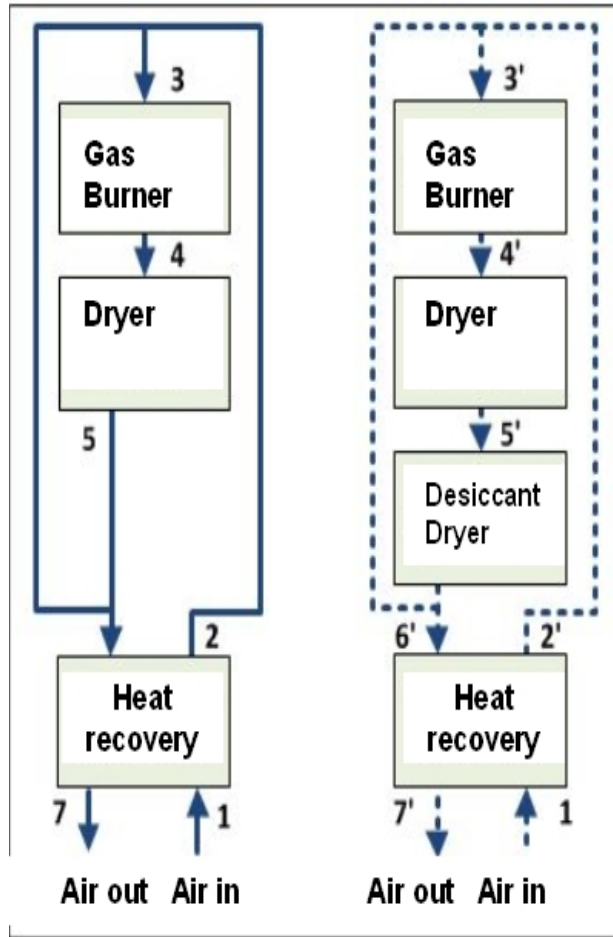 3
Gas
Burner
4
Dryer
5
2
Heat
recovery
7
1
Air out Air in
3'
Gas
Burner
4'
Dryer
5'
Desiccant
Dryer
6'
2'
Heat
recovery
7'
1
Air out Air in